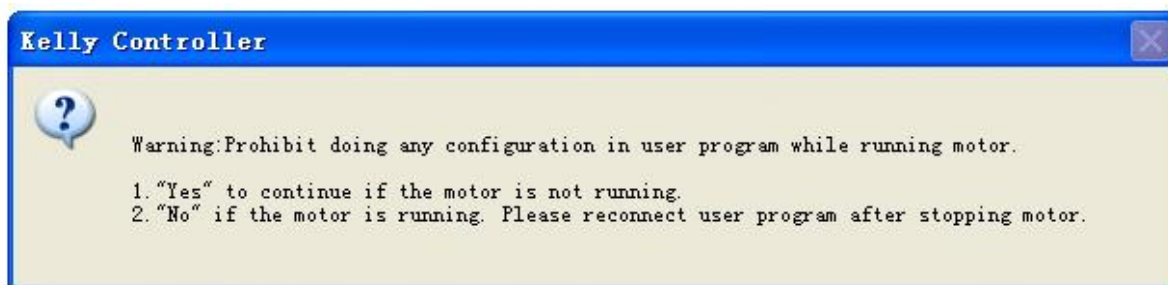 Kelly Controller
Warning:Prohibit doing any configuration in user program while running motor.
1."Yes" to continue if the motor is not running.
2."No" if the motor is running. Please reconnect user program after stopping motor.